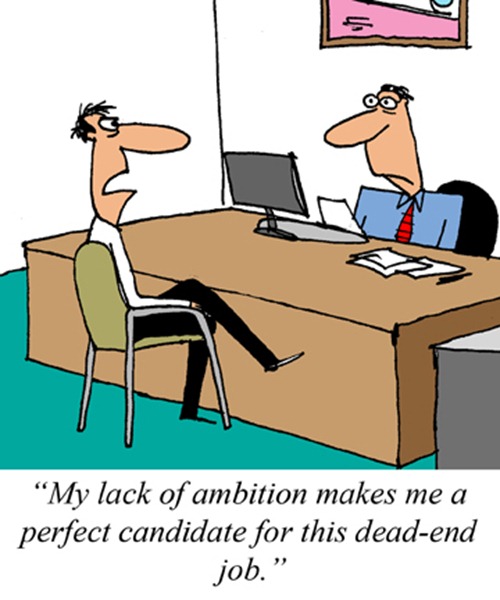 “My lack of ambition makes me a
perfect candidate for this dead-end
job.”